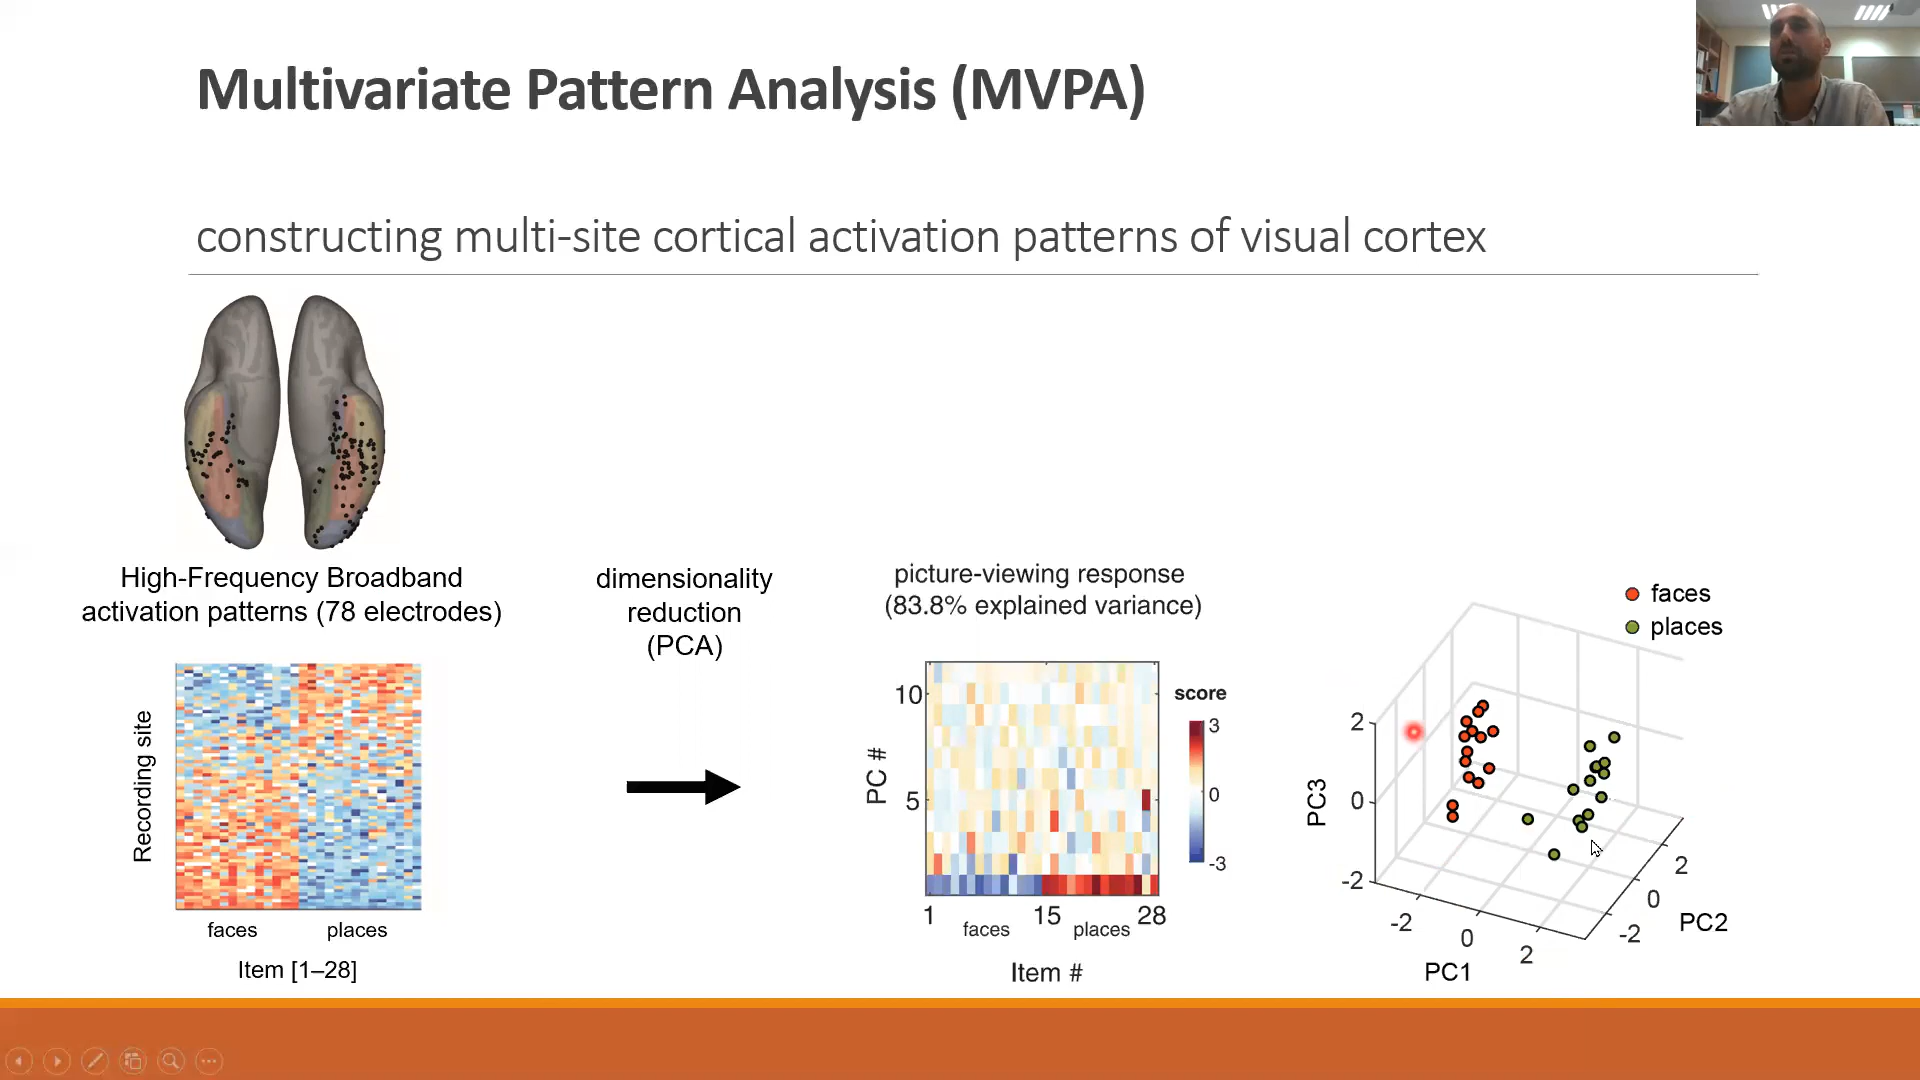 Multivariate Pattern Analysis (MVPA)
constructing multi-site cortical activation patterns of visual cortex
High-Frequency Broadband
activation patterns (78 electrodes)
Recording site
faces places
Item [1–28]
dimensionality
reduction
(PCA)
picture-viewing response
(83.8% explained variance)
PC #
10
5
1 15 28
faces places
Item #
score
3
0
-3
faces
places
PC3
2
0
-2
-2
0
2
PC1
-2
0
2
PC2